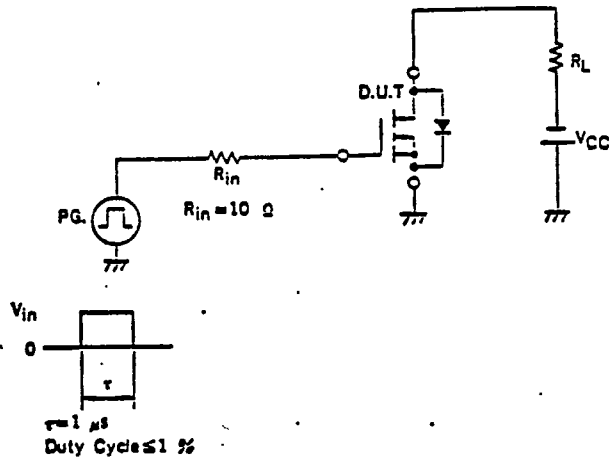 D.U.T
RL
VCC
Rin
PG.
Rin=10 Ω
Vin
0
τ
τ=1 μs
Duty Cycle≤1 %